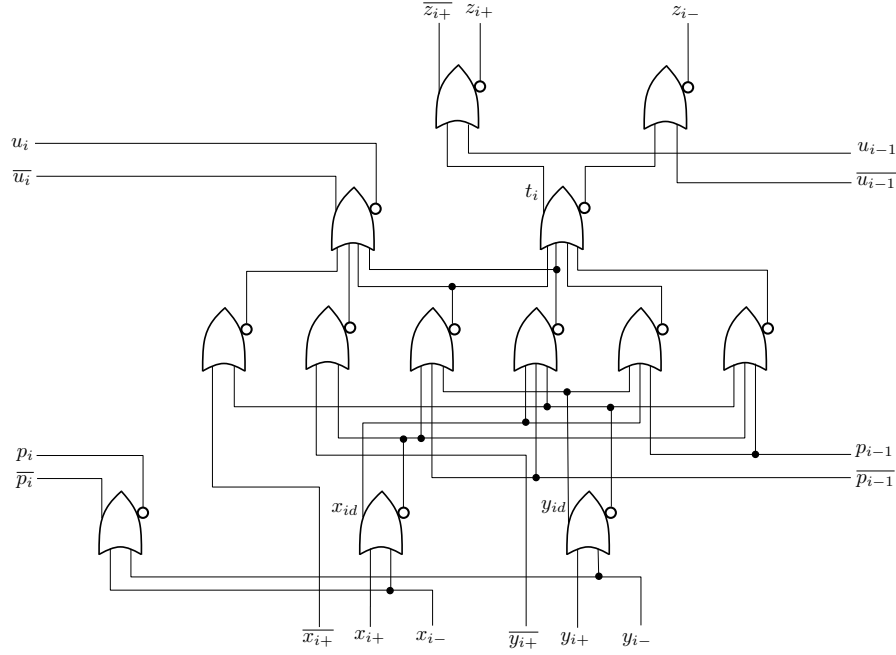 $\overline{z_{i+}}$ $z_{i+}$ $z_{i-}$
$u_i$ $u_{i-1}$
$\overline{u_i}$ $\overline{u_{i-1}}$
$t_i$
$p_i$ $p_{i-1}$
$\overline{p_i}$ $\overline{p_{i-1}}$
$x_{id}$ $y_{id}$
$\overline{x_{i+}}$ $x_{i+}$ $x_{i-}$ $\overline{y_{i+}}$ $y_{i+}$ $y_{i-}$